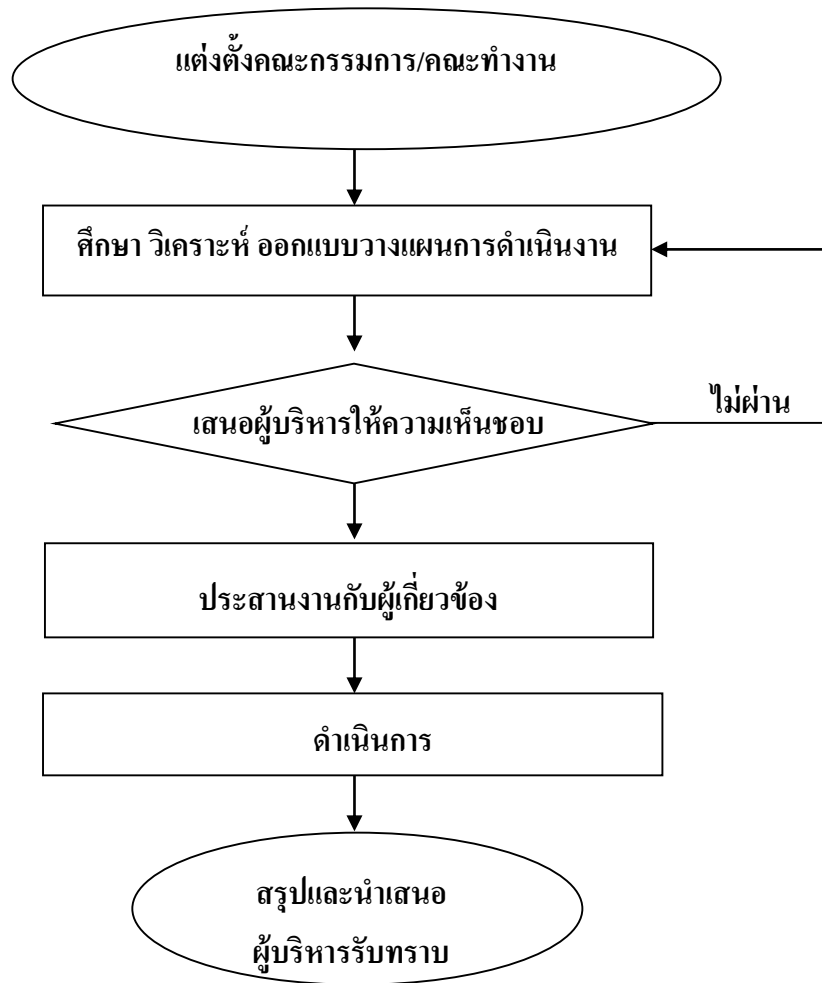 แต่งตั้งคณะกรรมการ/คณะทำงาน
ศึกษา วิเคราะห์ ออกแบบวางแผนการดำเนินงาน
ไม่ผ่าน
เสนอผู้บริหารให้ความเห็นชอบ
ประสานงานกับผู้เกี่ยวข้อง
ดำเนินการ
สรุปและนำเสนอ
ผู้บริหารรับทราบ